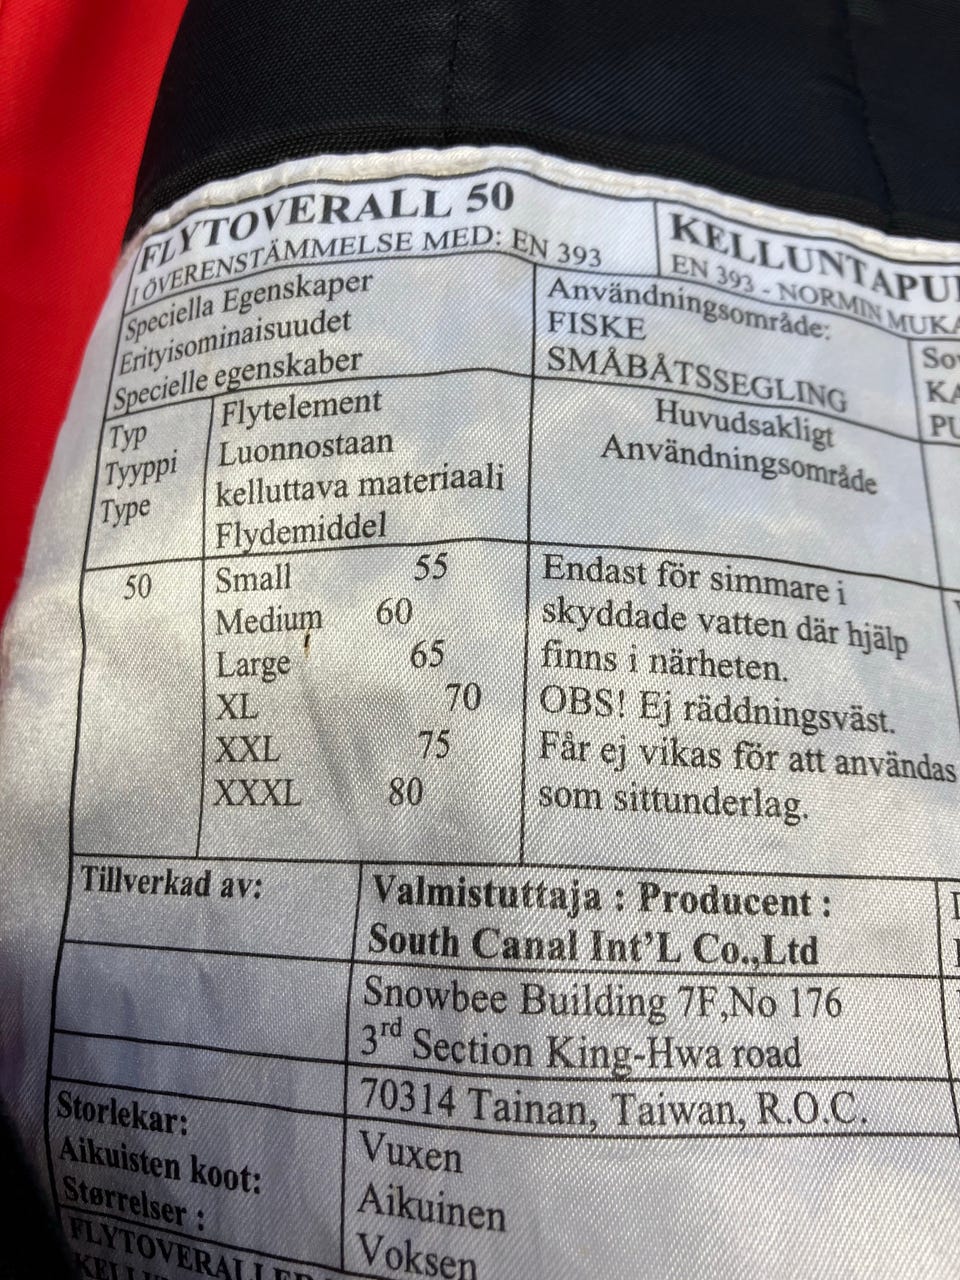 FLYTOVERALL 50
I ÖVERENSTÄMMELSE MED: EN 393
EN 393 - NORMIN
Speciella Egenskaper
Erityisominaisuudet
Specielle egenskaber
Användningsområde:
FISKE
SMÅBÅTSSEGLING
Typ
Tyyppi
Type
Flytelement
Luonnostaan
kelluttava materiaali
Flydemiddel
Huvudsakligt
Användningsområde
50
Small 55
Medium 60
Large 65
XL 70
XXL 75
XXXL 80
Endast för simmare i
skyddade vatten där hjälp
finns i närheten.
OBS! Ej räddningsväst.
Får ej vikas för att användas
som sittunderlag.
Tillverkad av:
Valmistuttaja : Producent :
South Canal Int'L Co.,Ltd
Snowbee Building 7F,No 176
3rd Section King-Hwa road
70314 Tainan, Taiwan, R.O.C.
Storlekar:
Aikuisten koot:
Størrelser :
Vuxen
Aikuinen
Voksen